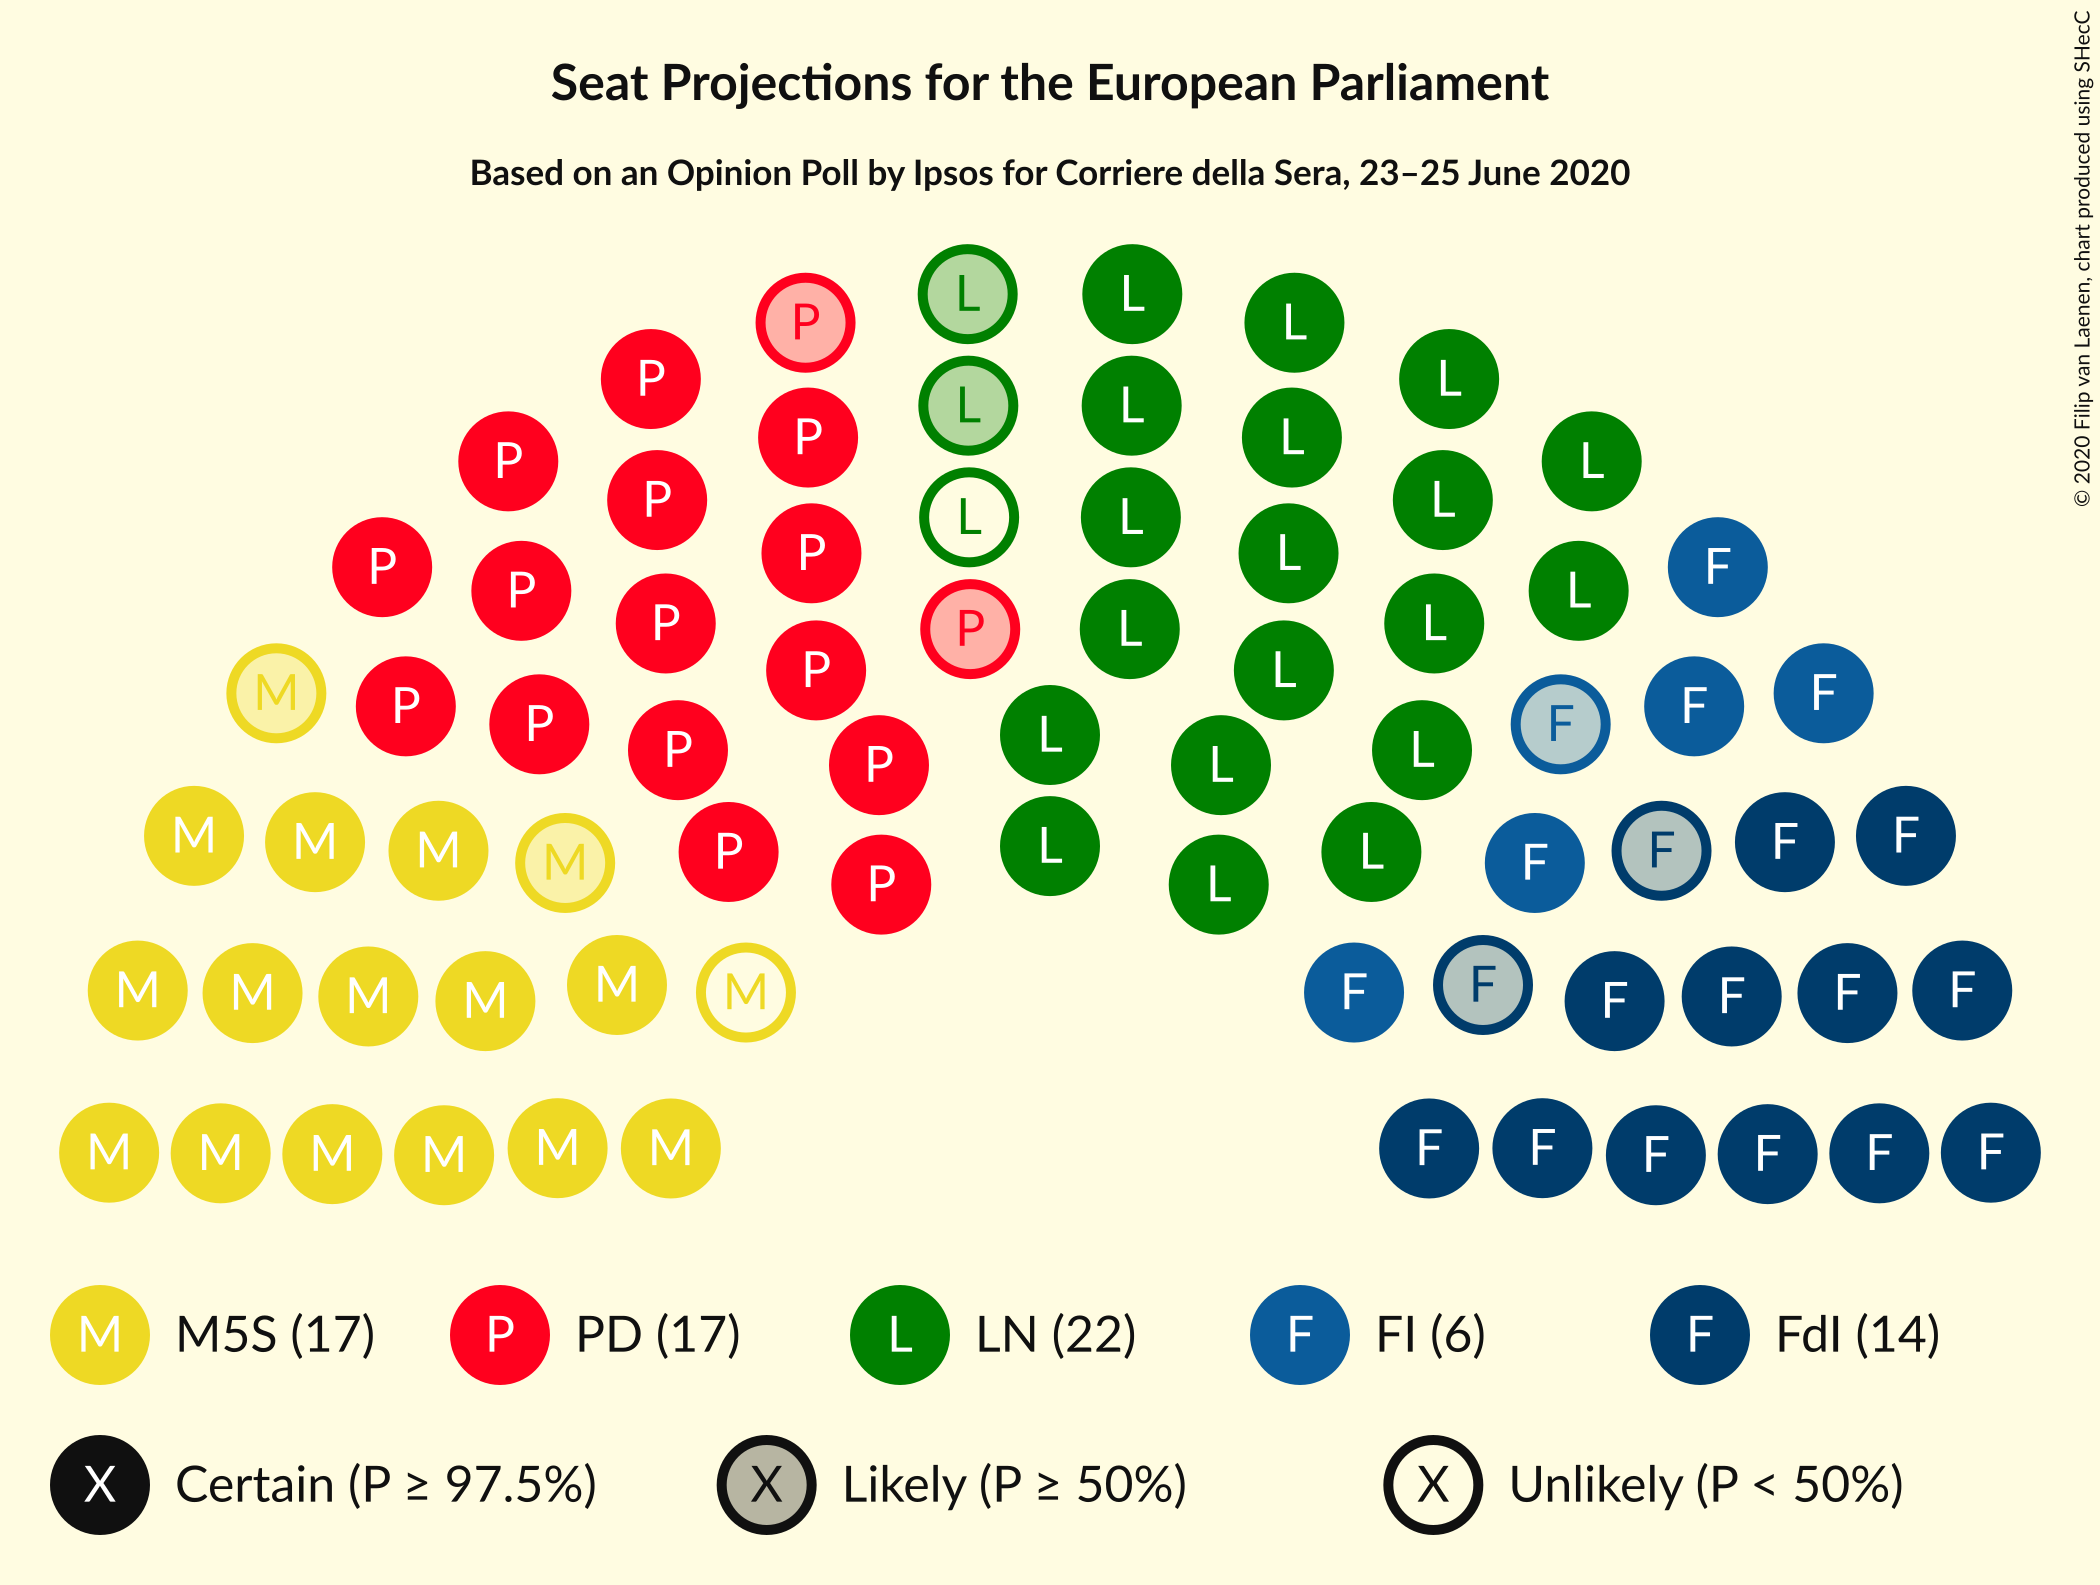 Seat Projections for the European Parliament
Based on an Opinion Poll by Ipsos for Corriere della Sera, 23–25 June 2020
© 2020 Filip van Laenen, chart produced using SHecC
L L
P L
P L
L L
P L L
P L
P L
P L L
P L
P L
P F
P L
P L
P L L
P L
M F
P F
P F
L
P L
P L
M M
M F
M F
L
P L
M F
P L
M M
M F
M F
M F
M F
M F
M F
M F
M M M M M M F F F F F F
M M5S (17) P PD (17) L LN (22) F FI (6) F FdI (14)
X Certain (P ≥ 97.5%) X Likely (P ≥ 50%) X Unlikely (P < 50%)